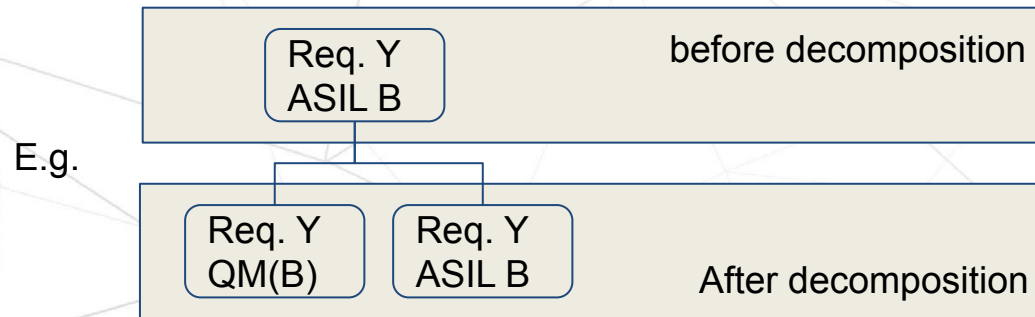 Req. Y
ASIL B
before decomposition
E.g.
Req. Y
QM(B)
Req. Y
ASIL B
After decomposition